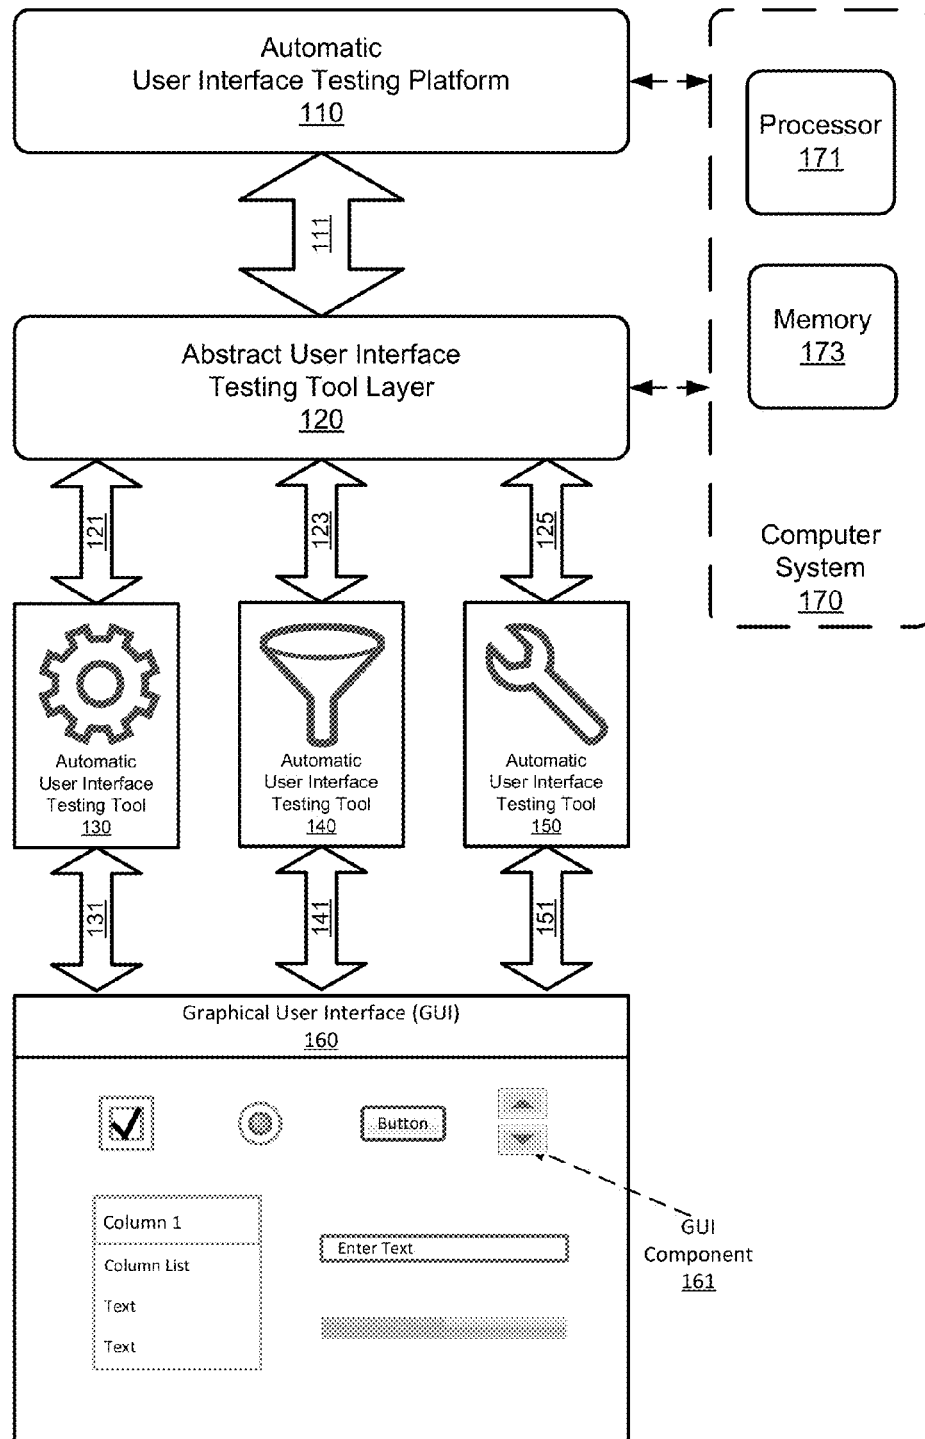 Automatic
User Interface Testing Platform
110
Processor
171
111
Memory
173
Abstract User Interface
Testing Tool Layer
120
Computer
System
170
121
123
125
Automatic
User Interface
Testing Tool
130
Automatic
User Interface
Testing Tool
140
Automatic
User Interface
Testing Tool
150
131
141
151
Graphical User Interface (GUI)
160
Button
Column 1
Column List
Text
Text
Enter Text
GUI
Component
161